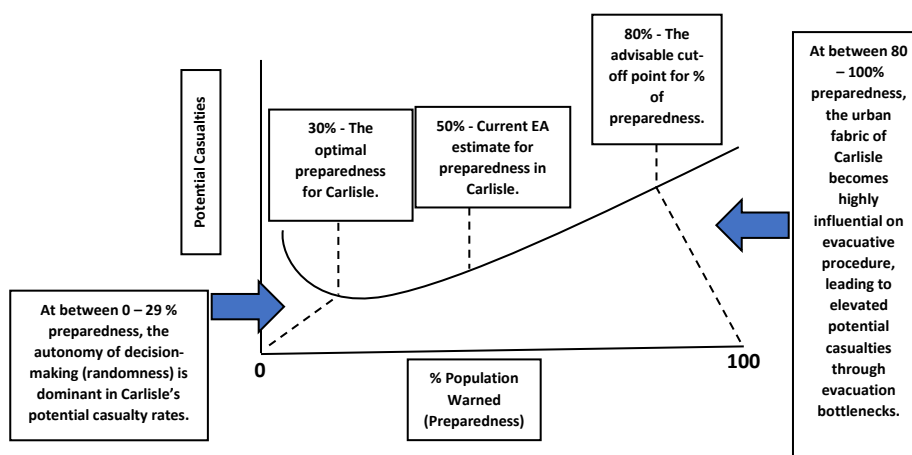 Potential Casualties
30% - The
optimal
preparedness
for Carlisle.
50% - Current EA
estimate for
preparedness in
Carlisle.
80% - The
advisable cut-
off point for %
of
preparedness.
At between 80
– 100%
preparedness,
the urban
fabric of
Carlisle
becomes
highly
influential on
evacuative
procedure,
leading to
elevated
potential
casualties
through
evacuation
bottlenecks.
At between 0 – 29 %
preparedness, the
autonomy of decision-
making (randomness) is
dominant in Carlisle's
potential casualty rates.
0
% Population
Warned
(Preparedness)
100